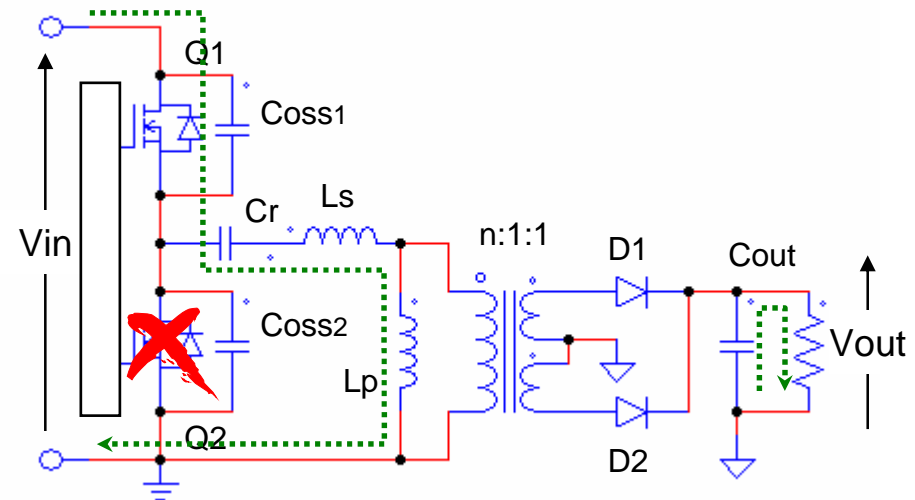 Q1
Coss1
Cr
Ls
Vin
n:1:1
D1
Cout
Coss2
Lp
Vout
Q2
D2